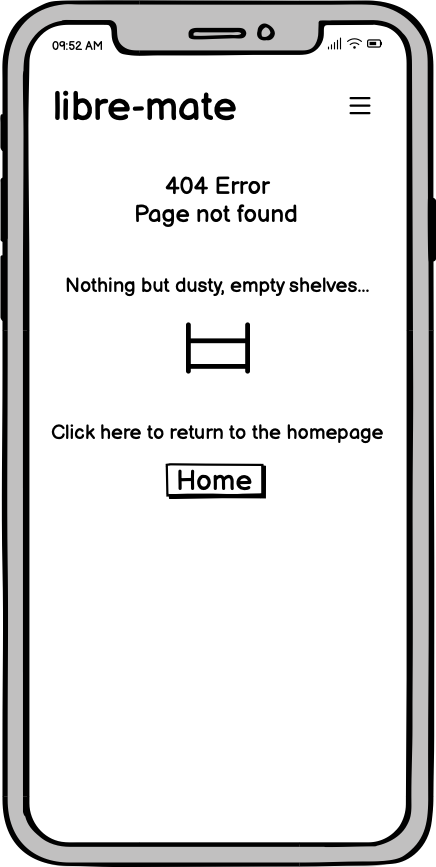 09:52 AM
libre-mate
404 Error
Page not found
Nothing but dusty, empty shelves...
Click here to return to the homepage
Home